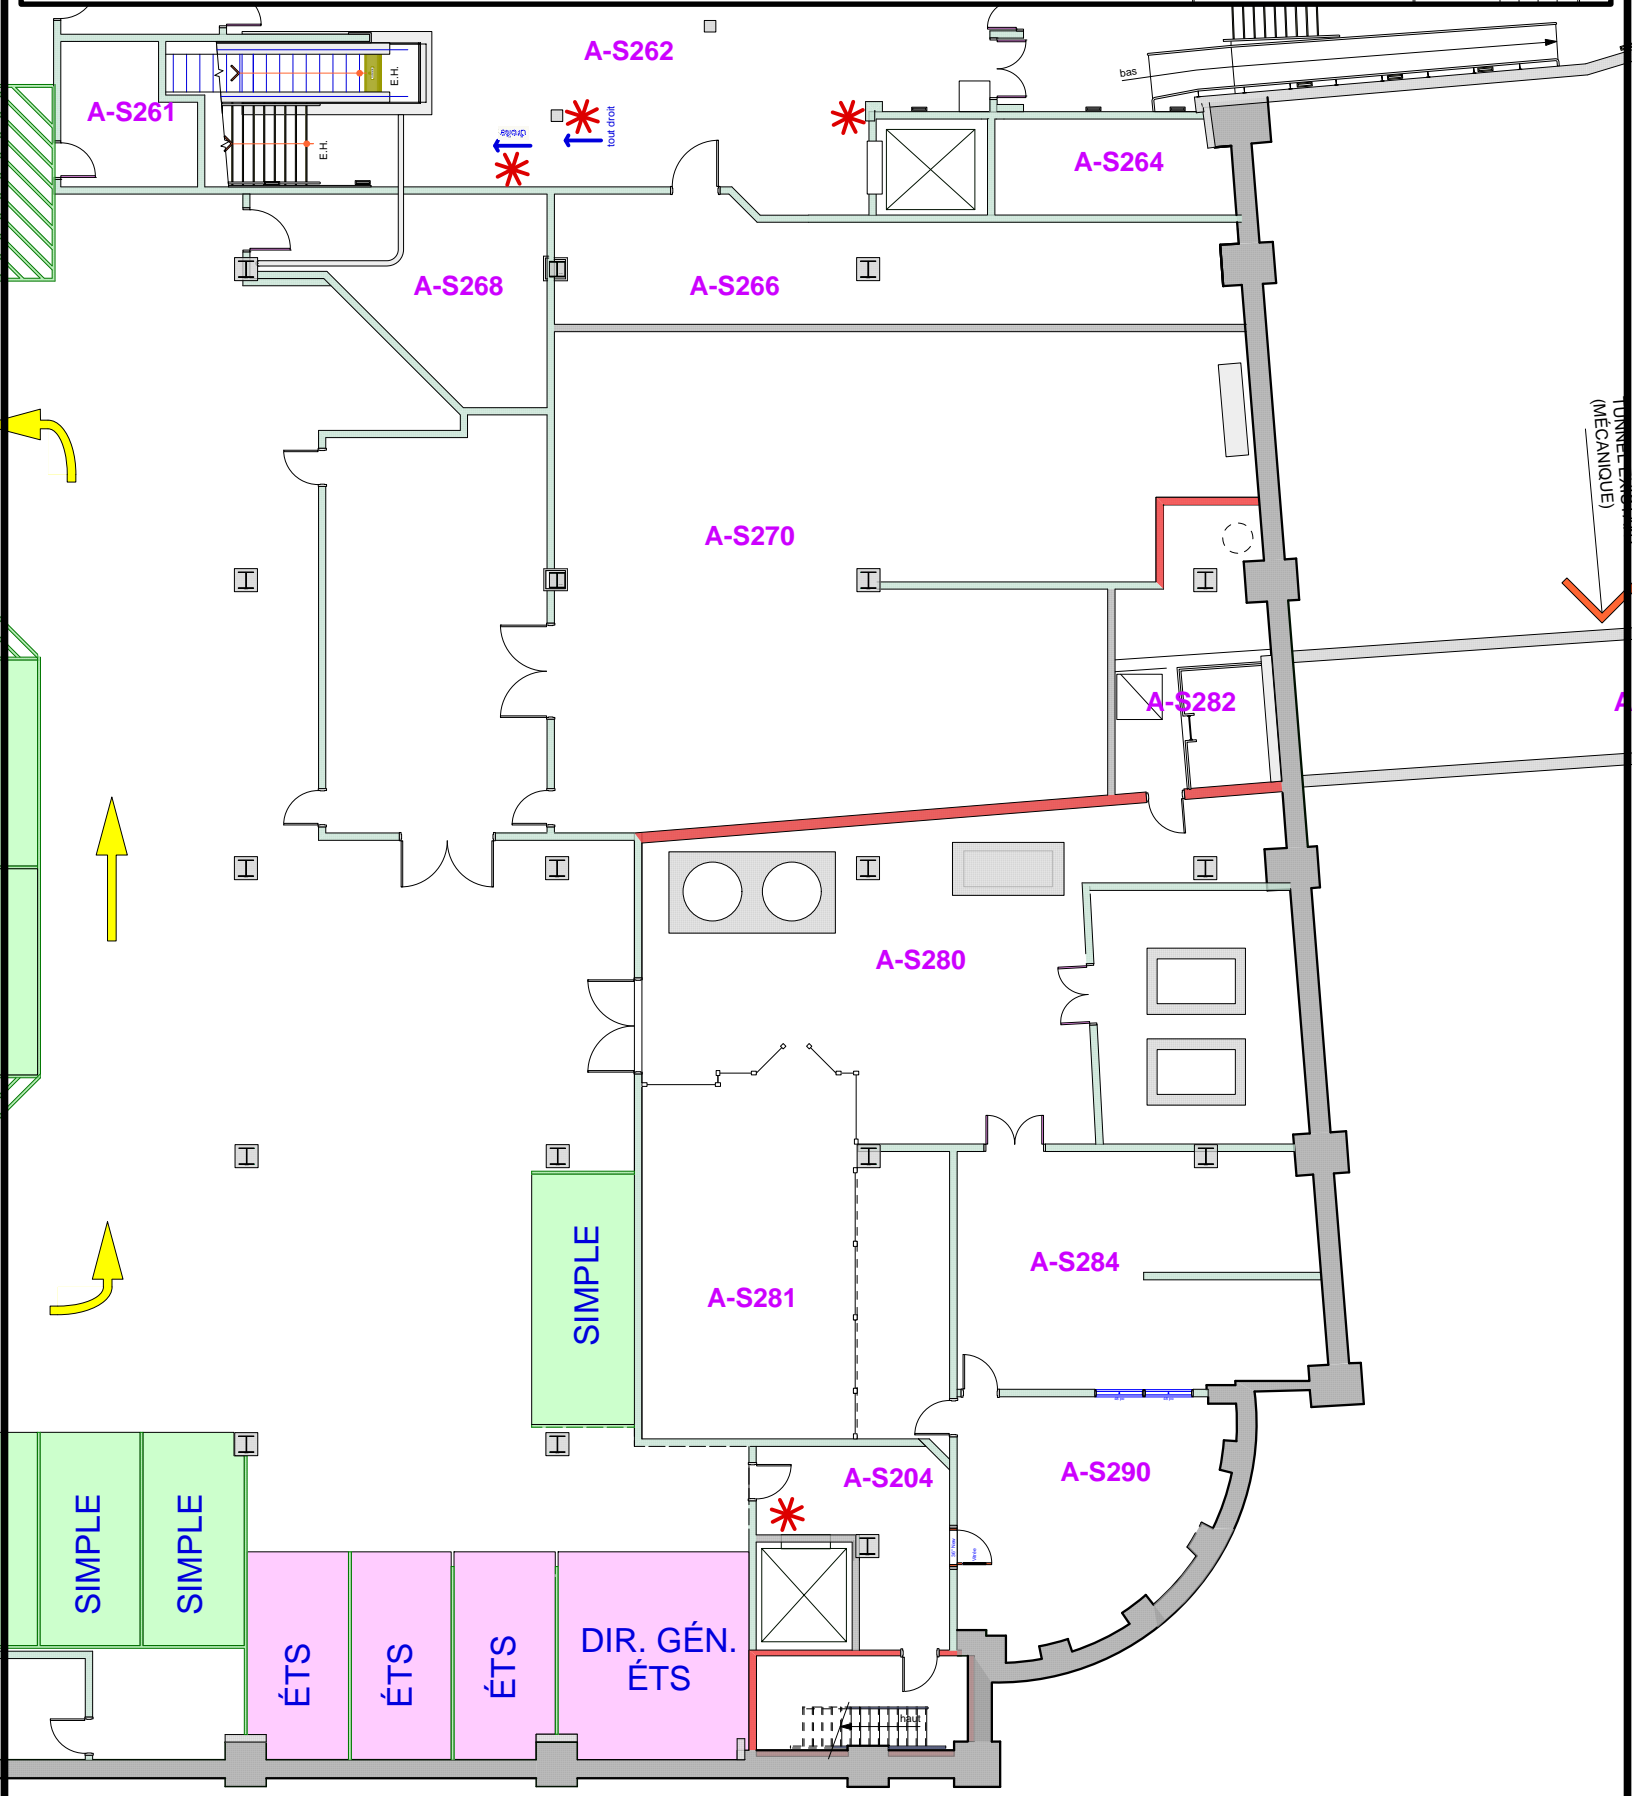 A-S262
bas
A-S261
E.H.
E.H.
tout droit
A-S264
A-S268
A-S266
(MÉCANIQUE)
A-S270
A-S282
A-S280
SIMPLE
A-S284
A-S281
A-S290
A-S204
SIMPLE
SIMPLE
ÉTS
ÉTS
ÉTS
DIR. GÉN.
ÉTS
haut